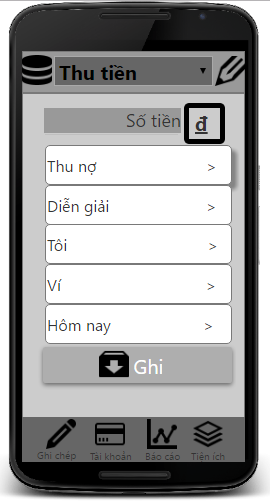 Thu tiền
Số tiền đ
Thu nợ >
Diễn giải >
Tôi >
Ví >
Hôm nay >
Ghi
Ghi chép Tài khoản Báo cáo Tiện ích